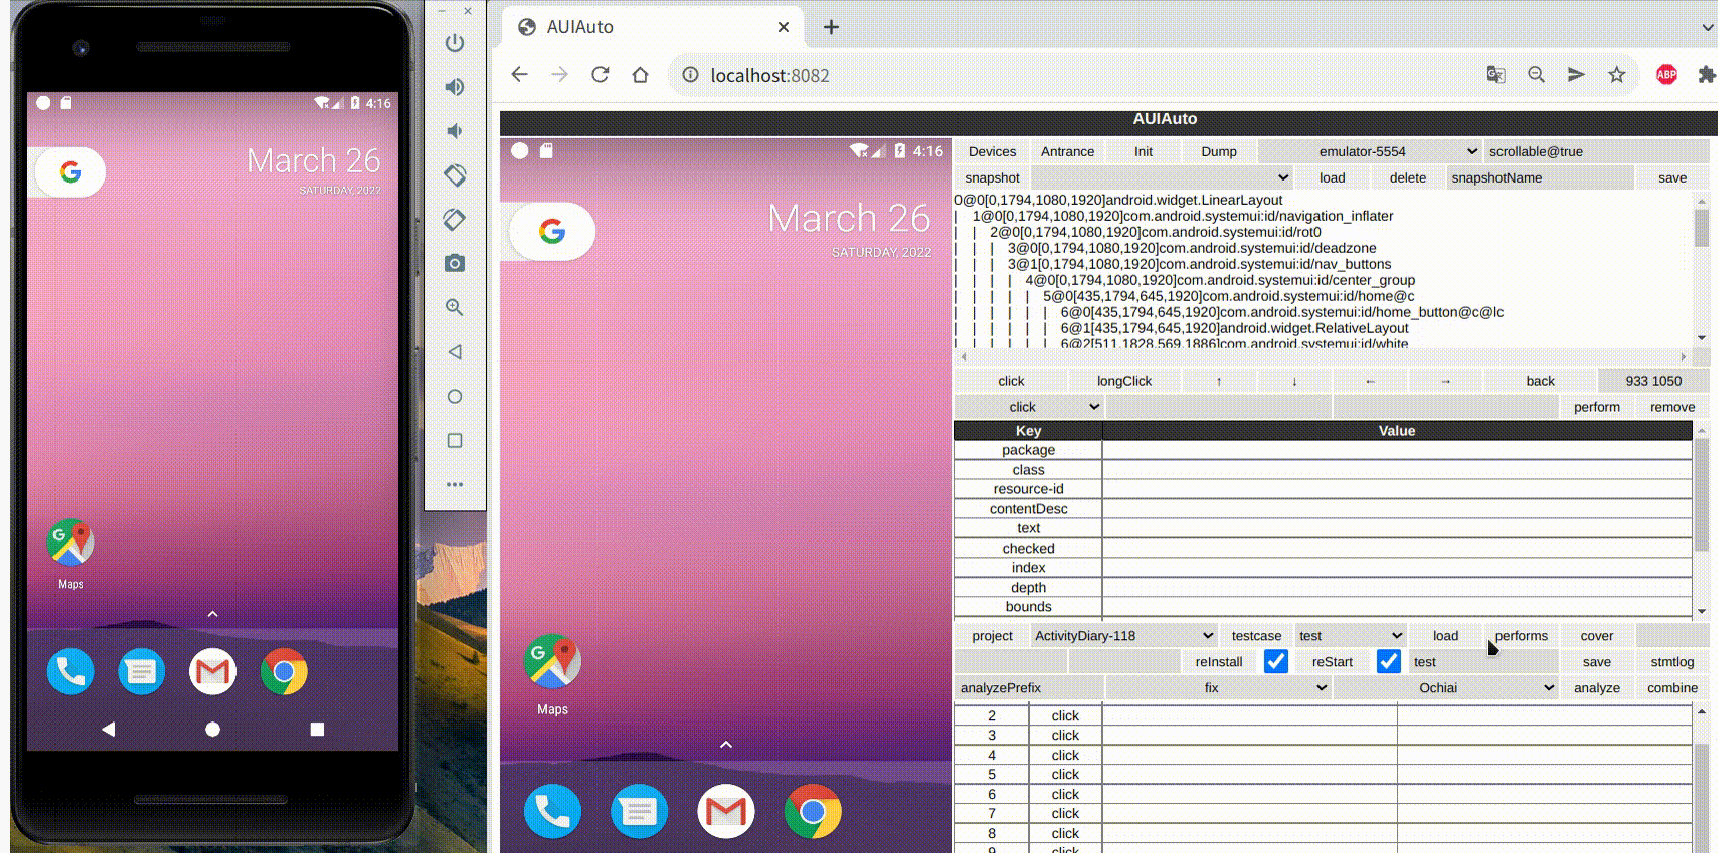 4:16
March 26
SATURDAY, 2022
Maps
AUIAuto
localhost:8082
ABP
AUIAuto
4:16
March 26
SATURDAY, 2022
Maps
Devices Antrance Init Dump emulator-5554 scrollable@true
snapshot load delete snapshotName save
0@0[0,1794,1080,1920]android.widget.LinearLayout
| 1@0[0,1794,1080,1920]com.android.systemui:id/navigation_inflater
| | 2@0[0,1794,1080,1920]com.android.systemui:id/rot0
| | | 3@0[0,1794,1080,1920]com.android.systemui:id/deadzone
| | | 3@1[0,1794,1080,1920]com.android.systemui:id/nav_buttons
| | | | 4@0[0,1794,1080,1920]com.android.systemui:id/center_group
| | | | | 5@0[435,1794,645,1920]com.android.systemui:id/home@c
| | | | | | 6@0[435,1794,645,1920]com.android.systemui:id/home_button@c@lc
| | | | | | 6@1[435,1794,645,1920]android.widget.RelativeLayout
| | | | | | 6@2[511,1828,569,1886]com.android.systemui:id/white
click longClick ↑ ↓ ← → back 933 1050
click perform remove
Key Value
package
class
resource-id
contentDesc
text
checked
index
depth
bounds
project ActivityDiary-118 testcase test load performs cover
reInstall reStart test save stmtlog
analyzePrefix fix Ochiai analyze combine
2 click
3 click
4 click
5 click
6 click
7 click
8 click
9 click